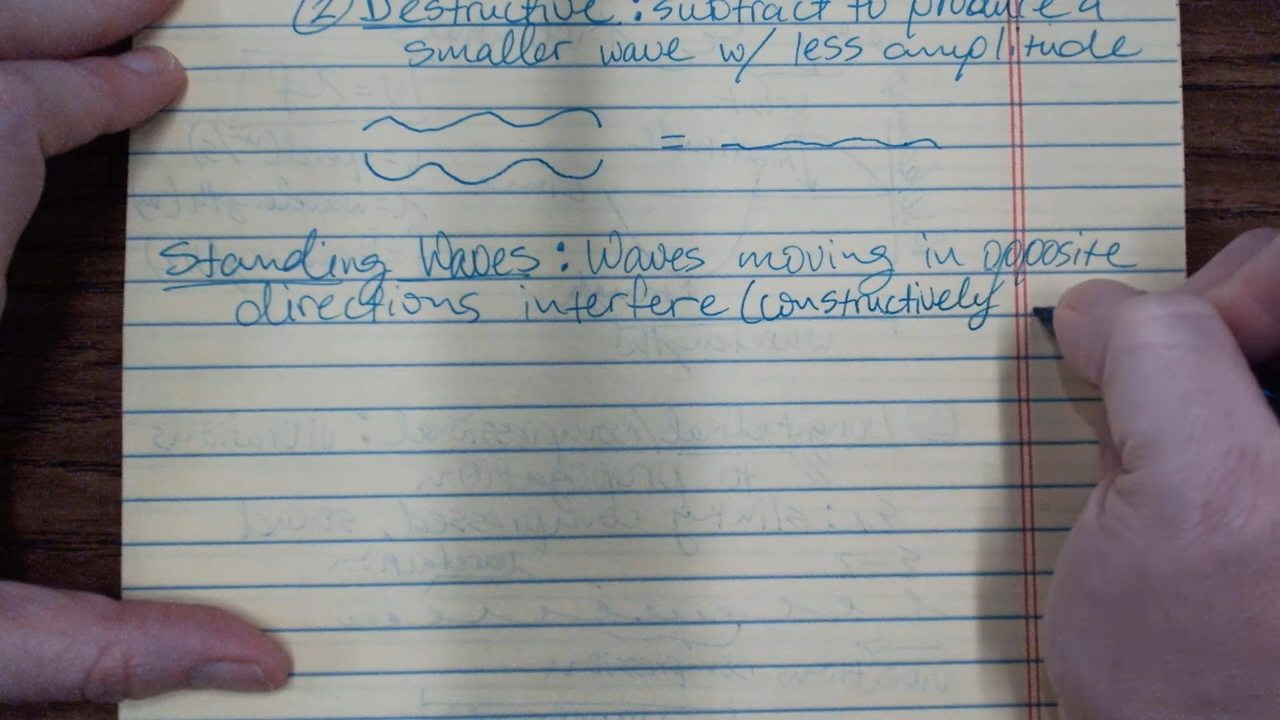 (2) Destructive: subtract to produce a
smaller wave w/ less amplitude
=
Standing Waves: Waves moving in opposite
directions interfere (constructively